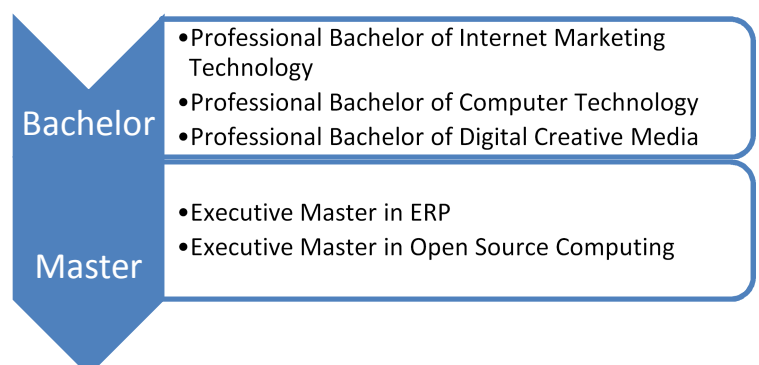 Bachelor
•Professional Bachelor of Internet Marketing
Technology
•Professional Bachelor of Computer Technology
•Professional Bachelor of Digital Creative Media
Master
•Executive Master in ERP
•Executive Master in Open Source Computing